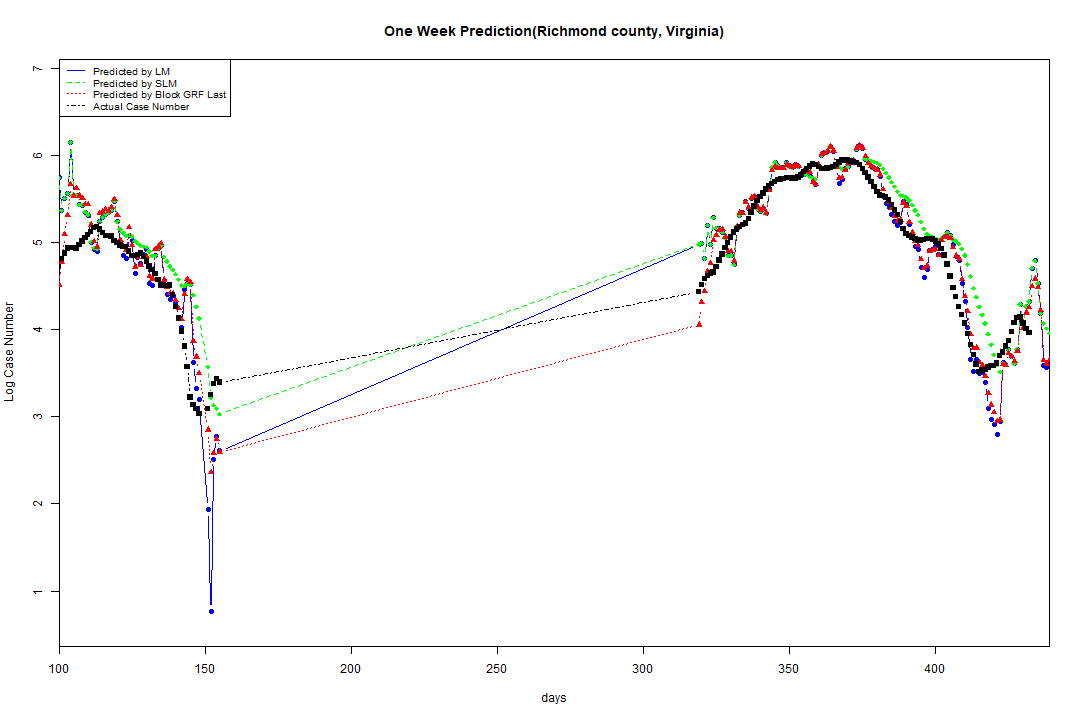 One Week Prediction(Richmond county, Virginia)
Predicted by LM
Predicted by SLM
Predicted by Block GRF Last
Actual Case Number
7
6
5
4
3
2
1
Log Case Number
100 150 200 250 300 350 400
days